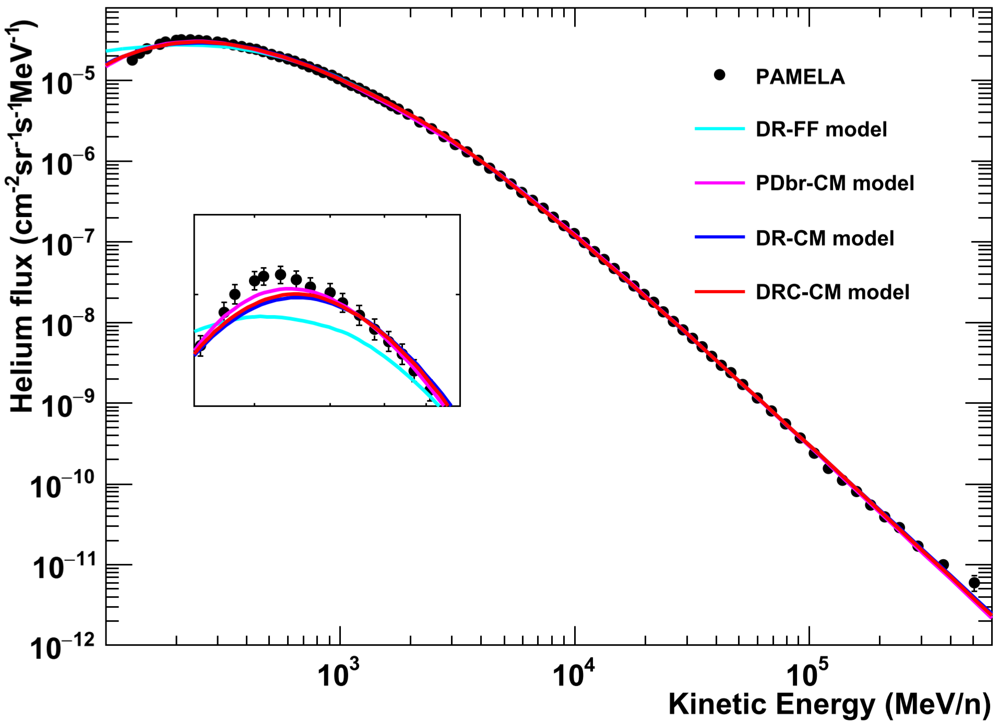 Helium flux (cm⁻²sr⁻¹s⁻¹MeV⁻¹)
10⁻⁵
10⁻⁶
10⁻⁷
10⁻⁸
10⁻⁹
10⁻¹⁰
10⁻¹¹
10⁻¹²
PAMELA
DR-FF model
PDbr-CM model
DR-CM model
DRC-CM model
10³
10⁴
10⁵
Kinetic Energy (MeV/n)